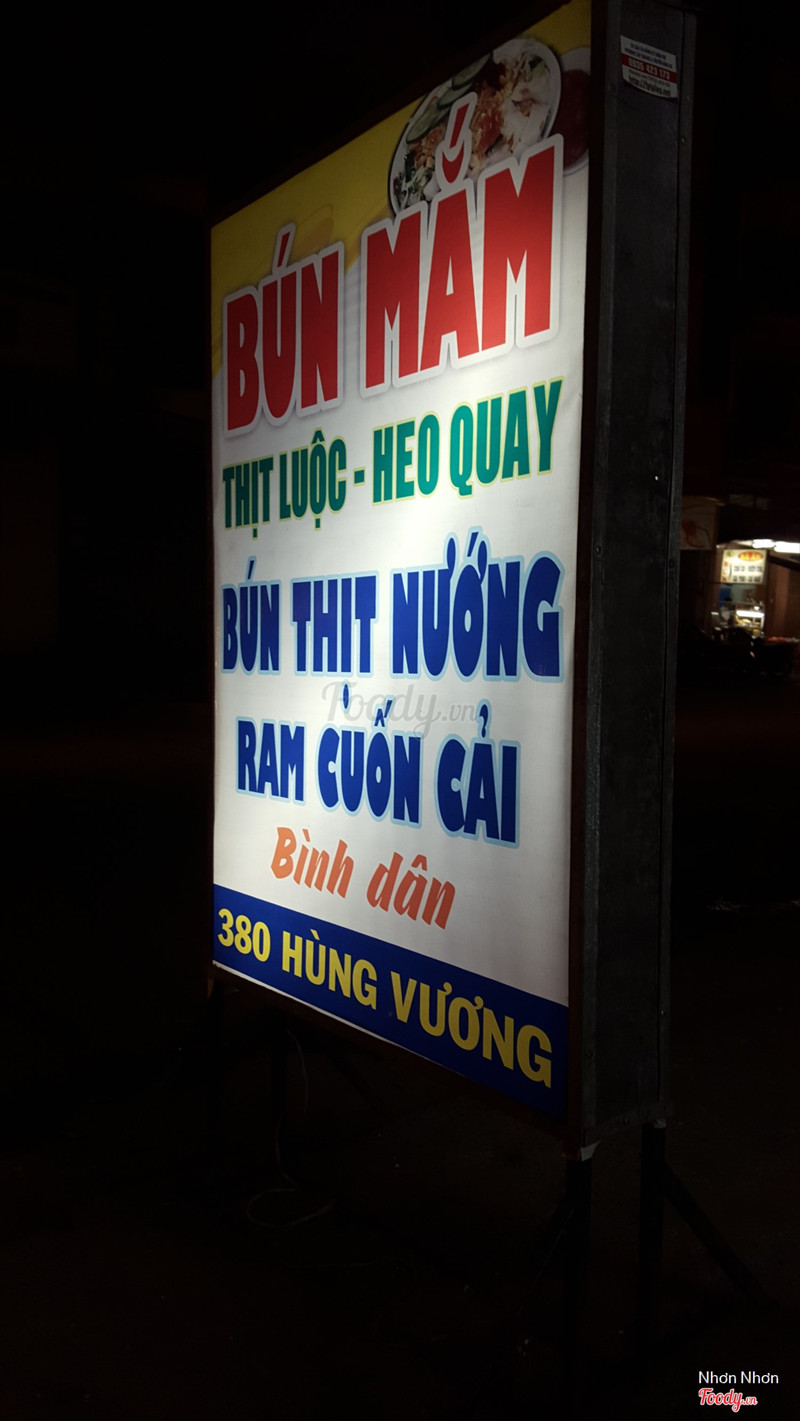 BÚN MẮM
THỊT LUỘC - HEO QUAY
BÚN THỊT NƯỚNG
RAM CUỐN CẢI
Bình dân
380 HÙNG VƯƠNG
Foody.vn
Nhơn Nhơn
Foody.vn